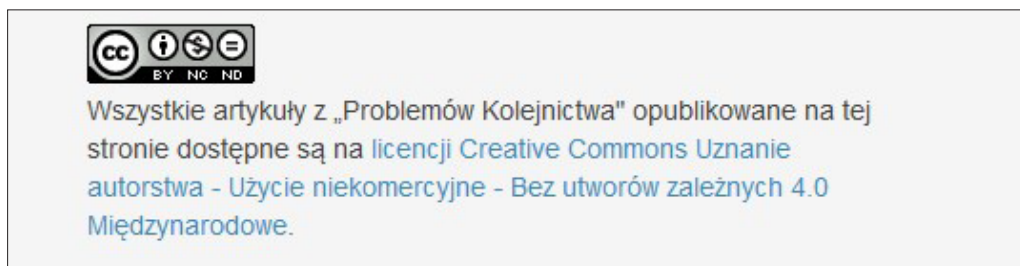 cc
BY NC ND
Wszystkie artykuły z „Problemów Kolejnictwa" opublikowane na tej
stronie dostępne są na licencji Creative Commons Uznanie
autorstwa - Użycie niekomercyjne - Bez utworów zależnych 4.0
Międzynarodowe.